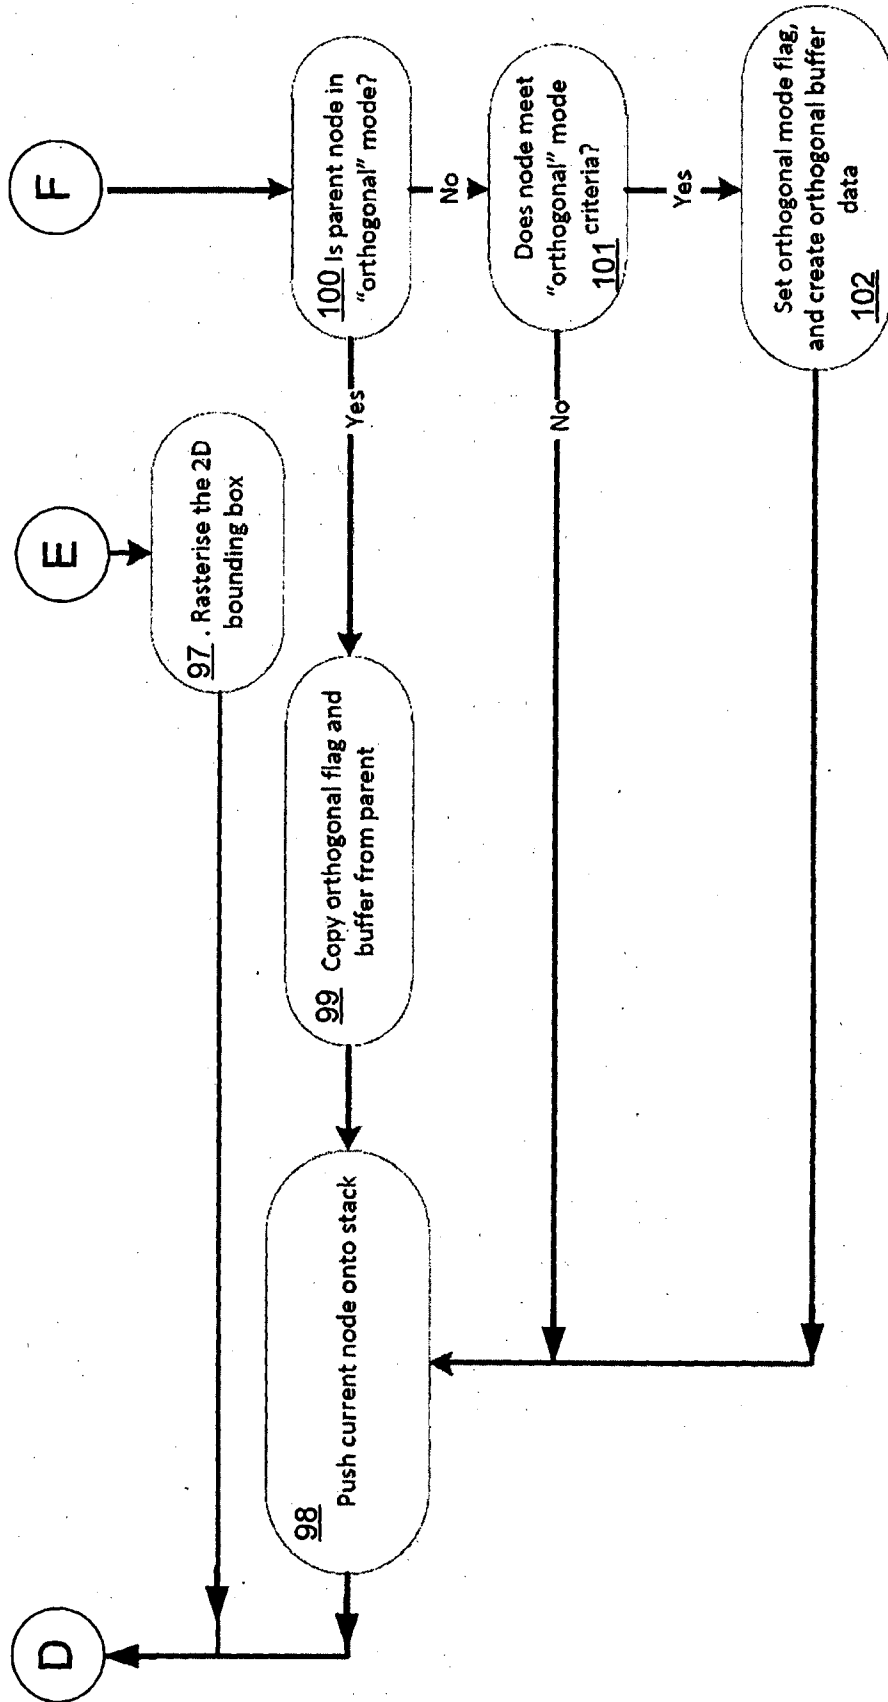 D
E
F
97 . Rasterise the 2D
bounding box
98
Push current node onto stack
99 Copy orthogonal flag and
buffer from parent
Yes
100 Is parent node in
"orthogonal" mode?
No
Does node meet
"orthogonal" mode
101 criteria?
No
Yes
Set orthogonal mode flag,
and create orthogonal buffer
data
102